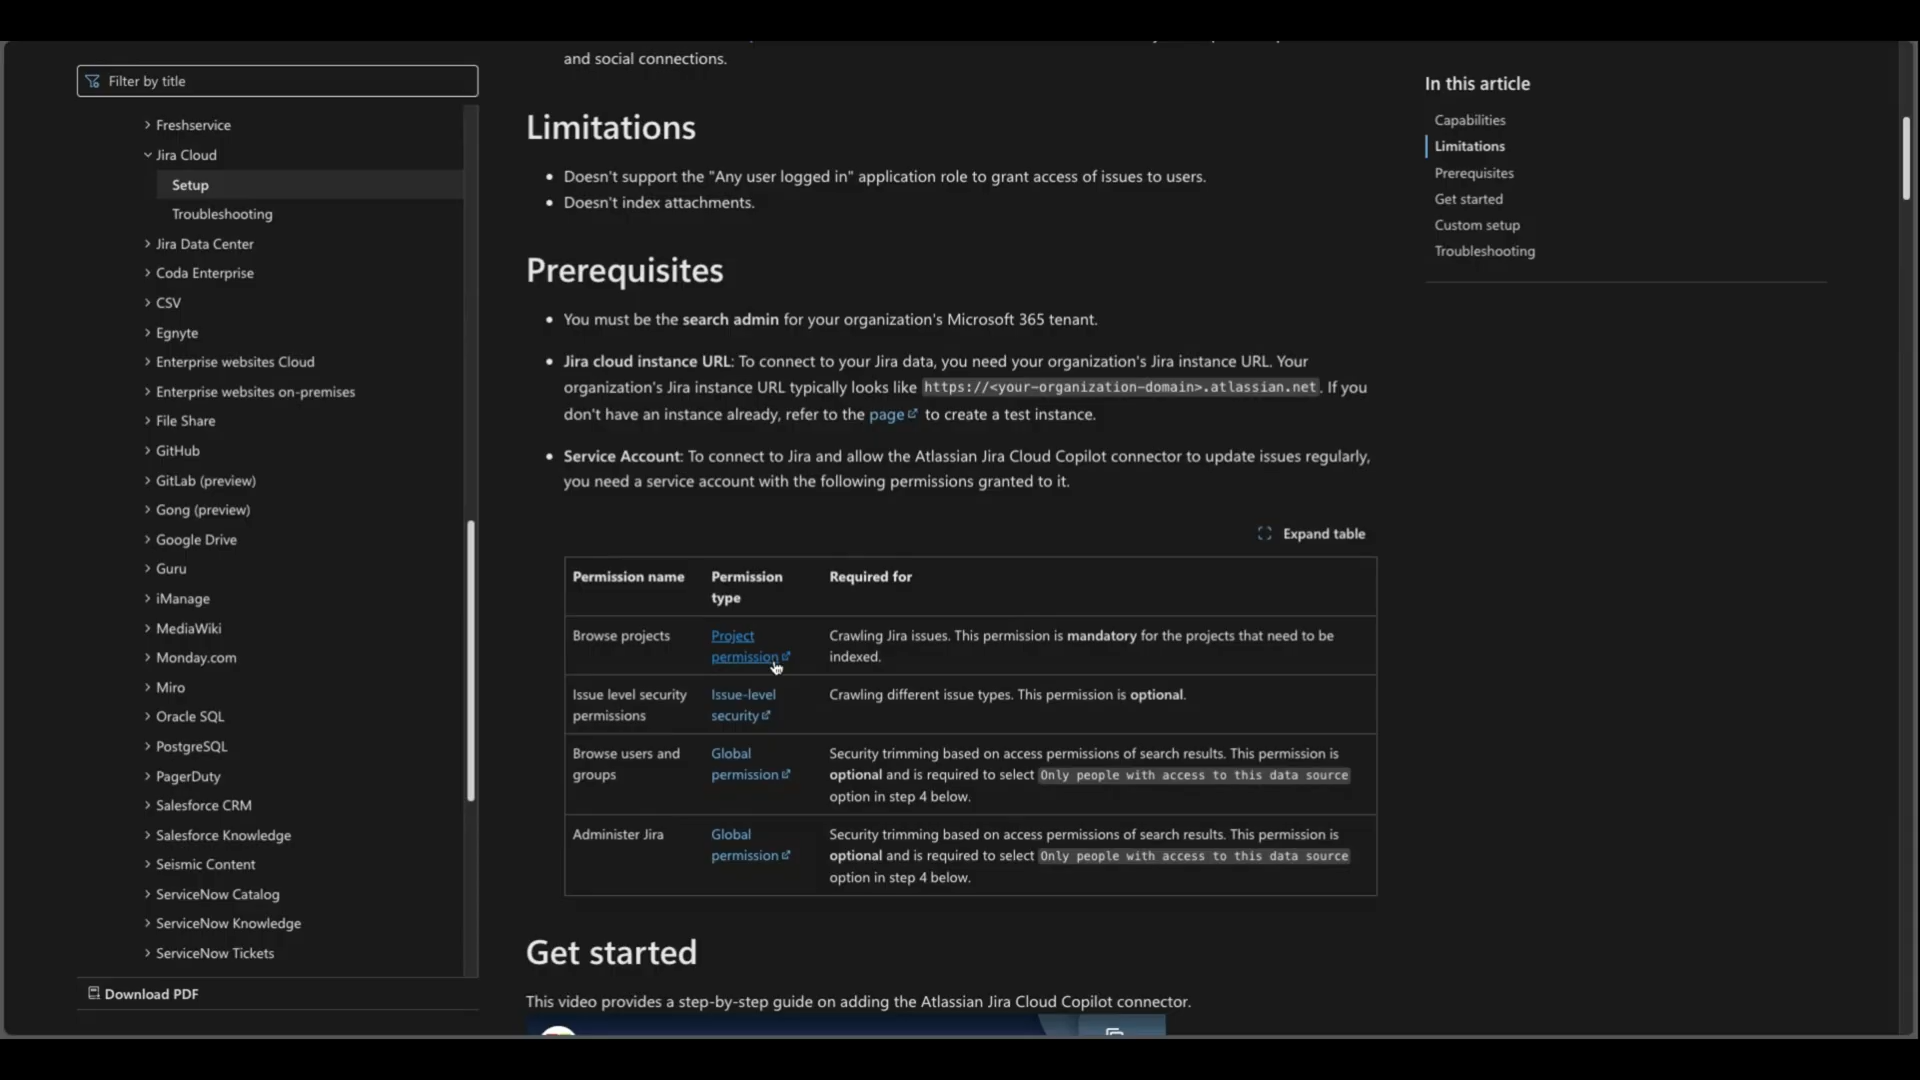 Filter by title
Freshservice
Jira Cloud
Setup
Troubleshooting
Jira Data Center
Coda Enterprise
CSV
Egnyte
Enterprise websites Cloud
Enterprise websites on-premises
File Share
GitHub
GitLab (preview)
Gong (preview)
Google Drive
Guru
iManage
MediaWiki
Monday.com
Miro
Oracle SQL
PostgreSQL
PagerDuty
Salesforce CRM
Salesforce Knowledge
Seismic Content
ServiceNow Catalog
ServiceNow Knowledge
ServiceNow Tickets
Download PDF
and social connections.
Limitations
• Doesn't support the "Any user logged in" application role to grant access of issues to users.
• Doesn't index attachments.
Prerequisites
• You must be the search admin for your organization's Microsoft 365 tenant.
• Jira cloud instance URL: To connect to your Jira data, you need your organization's Jira instance URL. Your
organization's Jira instance URL typically looks like https://<your-organization-domain>.atlassian.net. If you
don't have an instance already, refer to the page to create a test instance.
• Service Account: To connect to Jira and allow the Atlassian Jira Cloud Copilot connector to update issues regularly,
you need a service account with the following permissions granted to it.
Expand table
Permission name Permission type Required for
Browse projects Project permission Crawling Jira issues. This permission is mandatory for the projects that need to be
indexed.
Issue level security permissions Issue-level security Crawling different issue types. This permission is optional.
Browse users and groups Global permission Security trimming based on access permissions of search results. This permission is
optional and is required to select Only people with access to this data source
option in step 4 below.
Administer Jira Global permission Security trimming based on access permissions of search results. This permission is
optional and is required to select Only people with access to this data source
option in step 4 below.
Get started
This video provides a step-by-step guide on adding the Atlassian Jira Cloud Copilot connector.
In this article
Capabilities
Limitations
Prerequisites
Get started
Custom setup
Troubleshooting